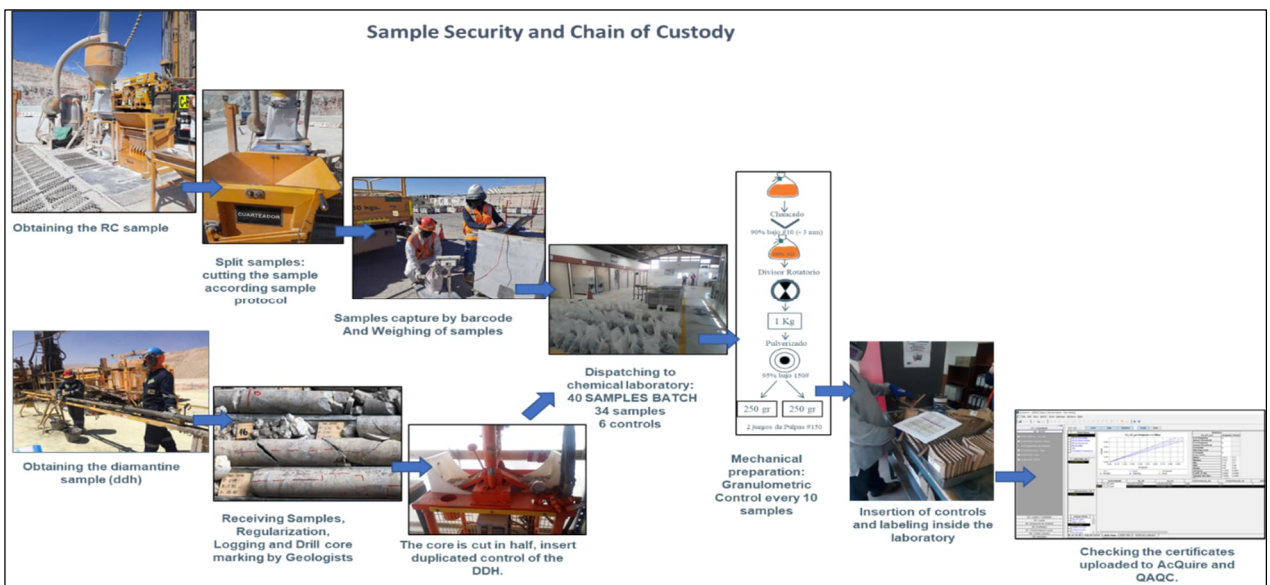 Sample Security and Chain of Custody
Obtaining the RC sample
CUARTEADOR
Split samples:
cutting the sample
according sample
protocol
Samples capture by barcode
And Weighing of samples
Dispatching to
chemical laboratory:
40 SAMPLES BATCH
34 samples
6 controls
Chancado
90% bajo #10 (- 3 mm)
Divisor Rotatorio
1 Kg
Pulverizado
95% bajo 150#
250 gr
250 gr
2 juegos da Pulpas #150
Mechanical
preparation:
Granulometric
Control every 10
samples
Insertion of controls
and labeling inside the
laboratory
Checking the certificates
uploaded to AcQuire and
QAQC.
Obtaining the diamantine
sample (ddh)
Receiving Samples,
Regularization,
Logging and Drill core
marking by Geologists
The core is cut in half, insert
duplicated control of the
DDH.